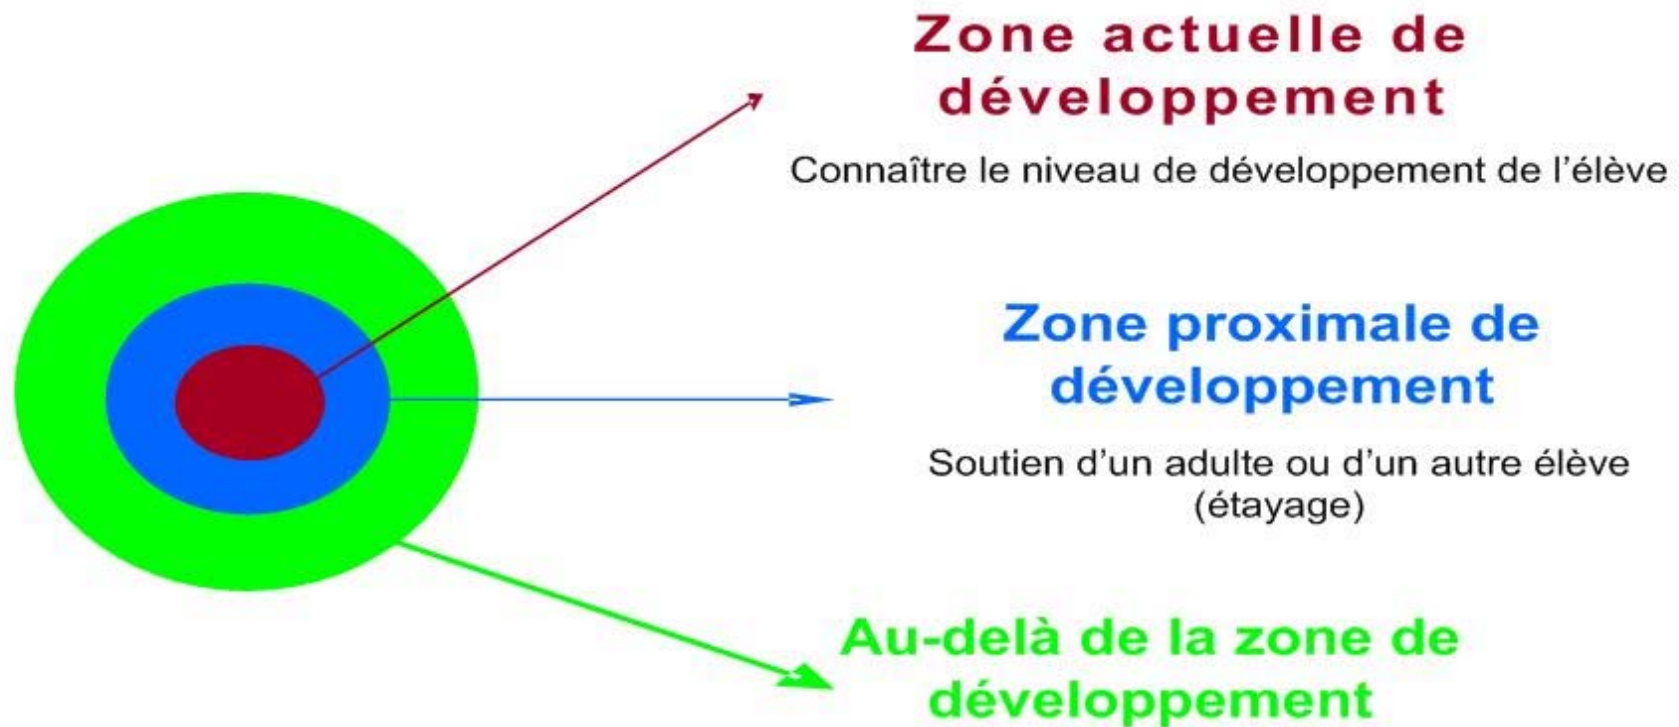 Zone actuelle de
développement
Connaître le niveau de développement de l’élève
Zone proximale de
développement
Soutien d’un adulte ou d’un autre élève
(étayage)
Au-delà de la zone de
développement